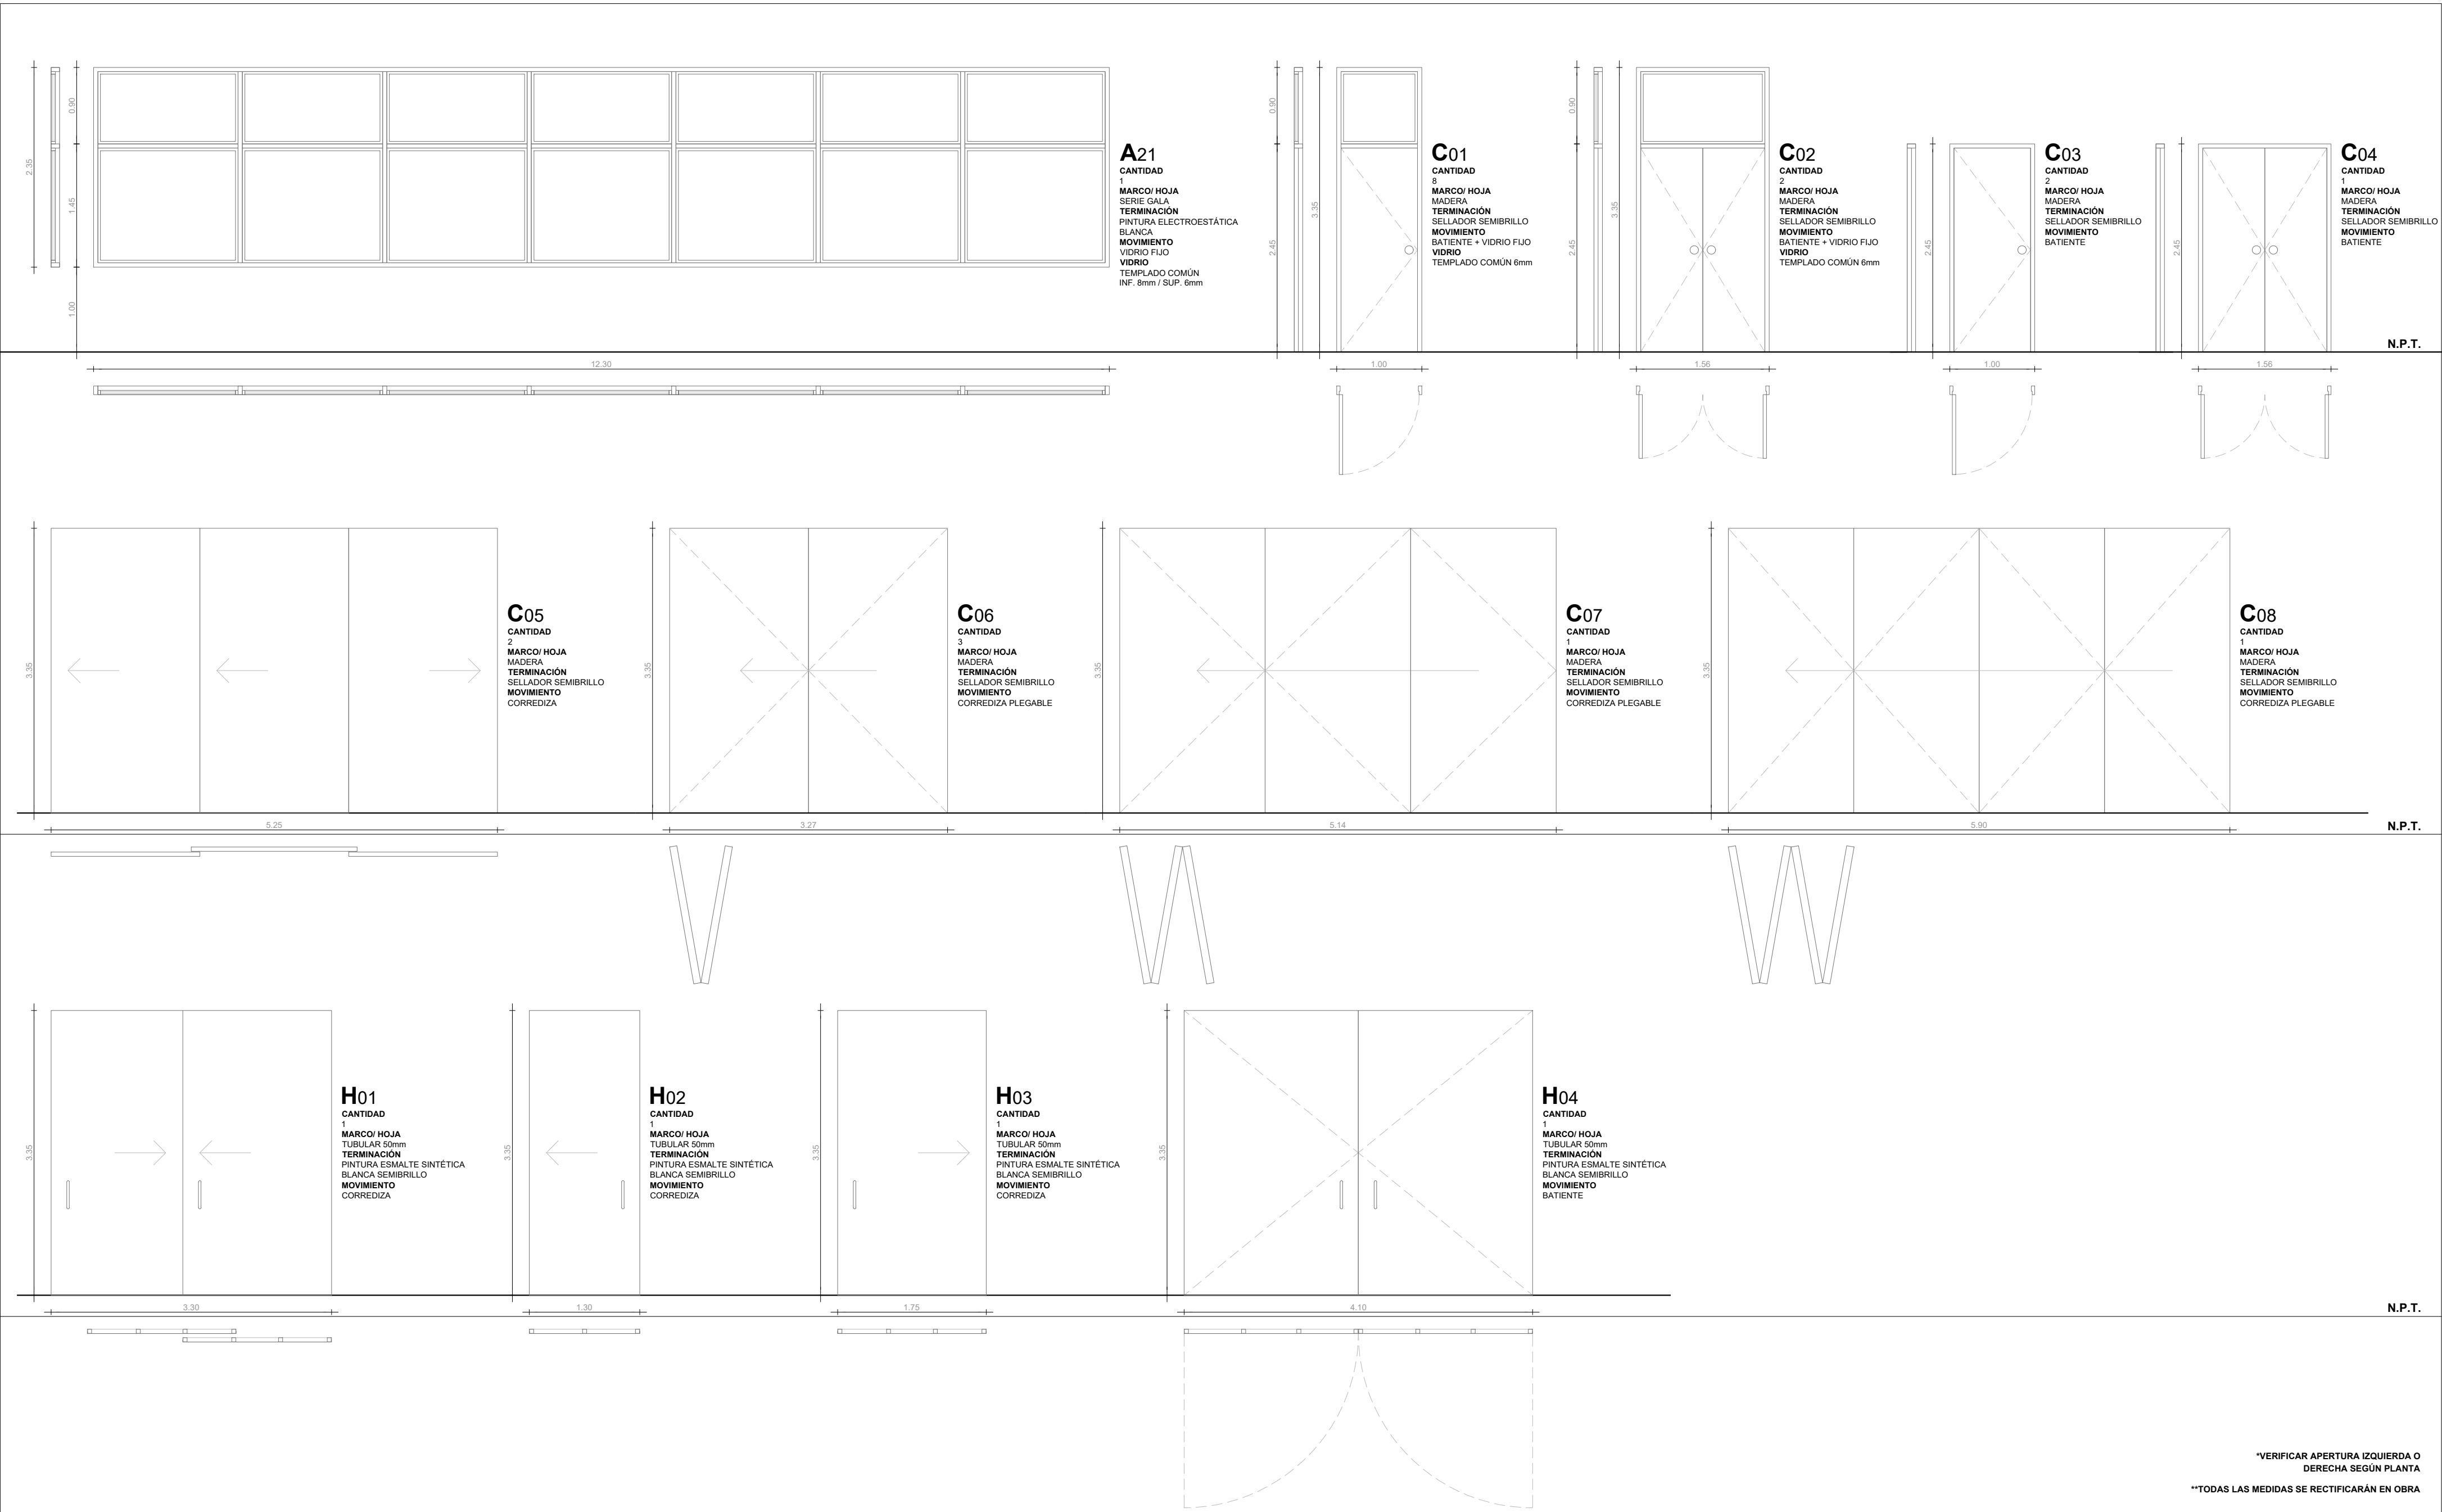 2.35
0.90
1.45
1.00
12.30
A21
CANTIDAD
1
MARCO/ HOJA
SERIE GALA
TERMINACIÓN
PINTURA ELECTROESTÁTICA
BLANCA
MOVIMIENTO
VIDRIO FIJO
VIDRIO
TEMPLADO COMÚN
INF. 8mm / SUP. 6mm
0.90
2.45
3.35
1.00
C01
CANTIDAD
8
MARCO/ HOJA
MADERA
TERMINACIÓN
SELLADOR SEMIBRILLO
MOVIMIENTO
BATIENTE + VIDRIO FIJO
VIDRIO
TEMPLADO COMÚN 6mm
0.90
2.45
3.35
1.56
C02
CANTIDAD
2
MARCO/ HOJA
MADERA
TERMINACIÓN
SELLADOR SEMIBRILLO
MOVIMIENTO
BATIENTE + VIDRIO FIJO
VIDRIO
TEMPLADO COMÚN 6mm
2.45
1.00
C03
CANTIDAD
2
MARCO/ HOJA
MADERA
TERMINACIÓN
SELLADOR SEMIBRILLO
MOVIMIENTO
BATIENTE
2.45
1.56
C04
CANTIDAD
1
MARCO/ HOJA
MADERA
TERMINACIÓN
SELLADOR SEMIBRILLO
MOVIMIENTO
BATIENTE
N.P.T.
3.35
5.25
C05
CANTIDAD
2
MARCO/ HOJA
MADERA
TERMINACIÓN
SELLADOR SEMIBRILLO
MOVIMIENTO
CORREDIZA
3.35
3.27
C06
CANTIDAD
3
MARCO/ HOJA
MADERA
TERMINACIÓN
SELLADOR SEMIBRILLO
MOVIMIENTO
CORREDIZA PLEGABLE
3.35
5.14
C07
CANTIDAD
1
MARCO/ HOJA
MADERA
TERMINACIÓN
SELLADOR SEMIBRILLO
MOVIMIENTO
CORREDIZA PLEGABLE
3.35
5.90
C08
CANTIDAD
1
MARCO/ HOJA
MADERA
TERMINACIÓN
SELLADOR SEMIBRILLO
MOVIMIENTO
CORREDIZA PLEGABLE
N.P.T.
3.35
3.30
H01
CANTIDAD
1
MARCO/ HOJA
TUBULAR 50mm
TERMINACIÓN
PINTURA ESMALTE SINTÉTICA
BLANCA SEMIBRILLO
MOVIMIENTO
CORREDIZA
3.35
1.30
H02
CANTIDAD
1
MARCO/ HOJA
TUBULAR 50mm
TERMINACIÓN
PINTURA ESMALTE SINTÉTICA
BLANCA SEMIBRILLO
MOVIMIENTO
CORREDIZA
3.35
1.75
H03
CANTIDAD
1
MARCO/ HOJA
TUBULAR 50mm
TERMINACIÓN
PINTURA ESMALTE SINTÉTICA
BLANCA SEMIBRILLO
MOVIMIENTO
CORREDIZA
3.35
4.10
H04
CANTIDAD
1
MARCO/ HOJA
TUBULAR 50mm
TERMINACIÓN
PINTURA ESMALTE SINTÉTICA
BLANCA SEMIBRILLO
MOVIMIENTO
BATIENTE
N.P.T.
*VERIFICAR APERTURA IZQUIERDA O
DERECHA SEGÚN PLANTA
**TODAS LAS MEDIDAS SE RECTIFICARÁN EN OBRA